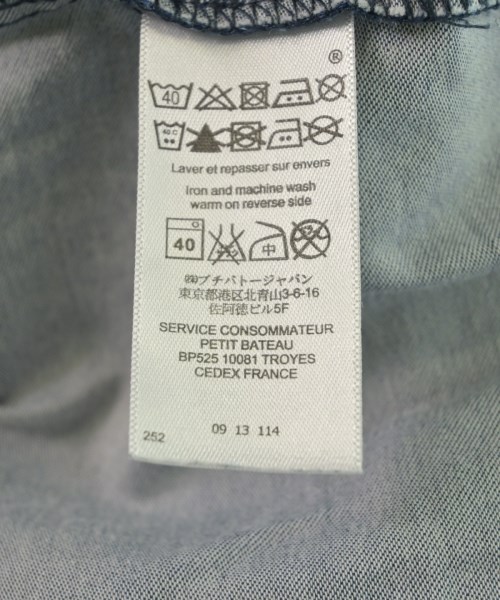 ®
40
40 C
Laver et repasser sur envers
Iron and machine wash
warm on reverse side
40 中
㈱プチバトージャパン
東京都港区北青山3-6-16
佐阿徳ビル5F
SERVICE CONSOMMATEUR
PETIT BATEAU
BP525 10081 TROYES
CEDEX FRANCE
09 13 114
252